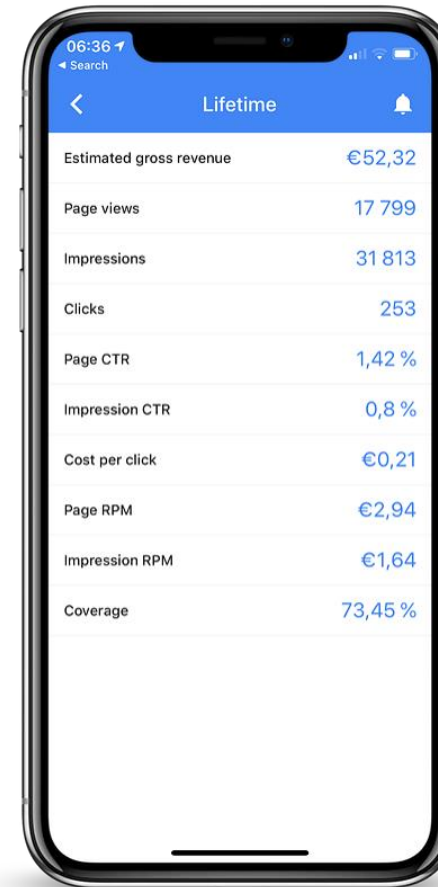 06:36
◄ Search
Lifetime
Estimated gross revenue €52,32
Page views 17 799
Impressions 31 813
Clicks 253
Page CTR 1,42 %
Impression CTR 0,8 %
Cost per click €0,21
Page RPM €2,94
Impression RPM €1,64
Coverage 73,45 %